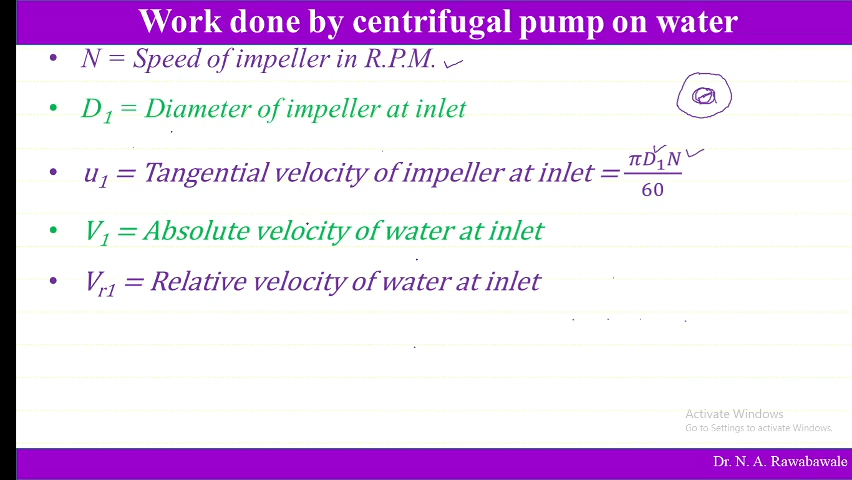 Work done by centrifugal pump on water
• N = Speed of impeller in R.P.M.
• D₁ = Diameter of impeller at inlet
• u₁ = Tangential velocity of impeller at inlet = πD₁N/60
• V₁ = Absolute velocity of water at inlet
• Vr1 = Relative velocity of water at inlet
Activate Windows
Go to Settings to activate Windows.
Dr. N. A. Rawabawale